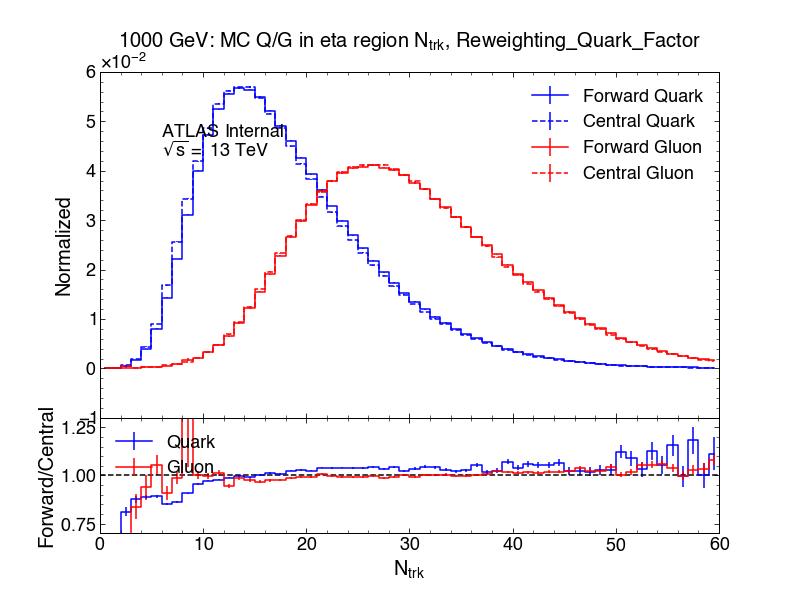 1000 GeV: MC Q/G in eta region Ntrk, Reweighting_Quark_Factor
×10−2
6
5
4
3
2
1
0
−1
Normalized
ATLAS Internal
√s = 13 TeV
Forward Quark
Central Quark
Forward Gluon
Central Gluon
1.25
1.00
0.75
Forward/Central
Quark
Gluon
0 10 20 30 40 50 60
Ntrk